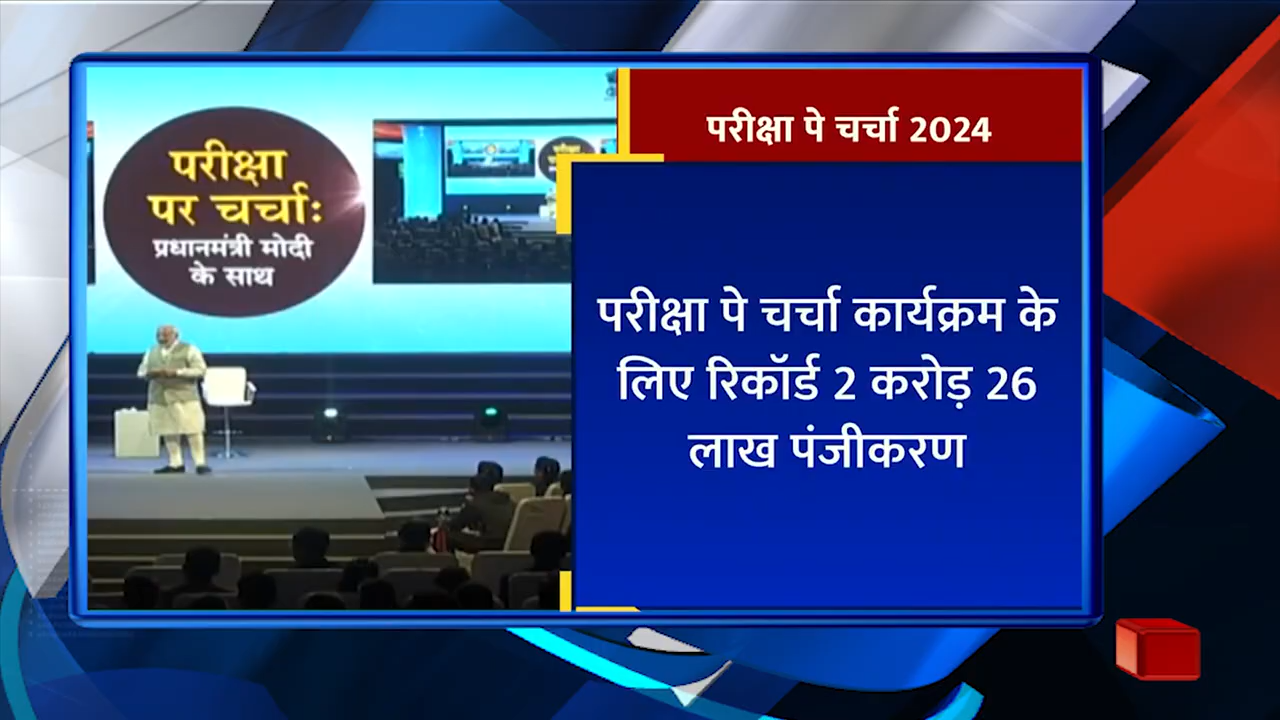 परीक्षा
पर चर्चाः
प्रधानमंत्री मोदी
के साथ
परीक्षा पे चर्चा 2024
परीक्षा पे चर्चा कार्यक्रम के
लिए रिकॉर्ड 2 करोड़ 26
लाख पंजीकरण